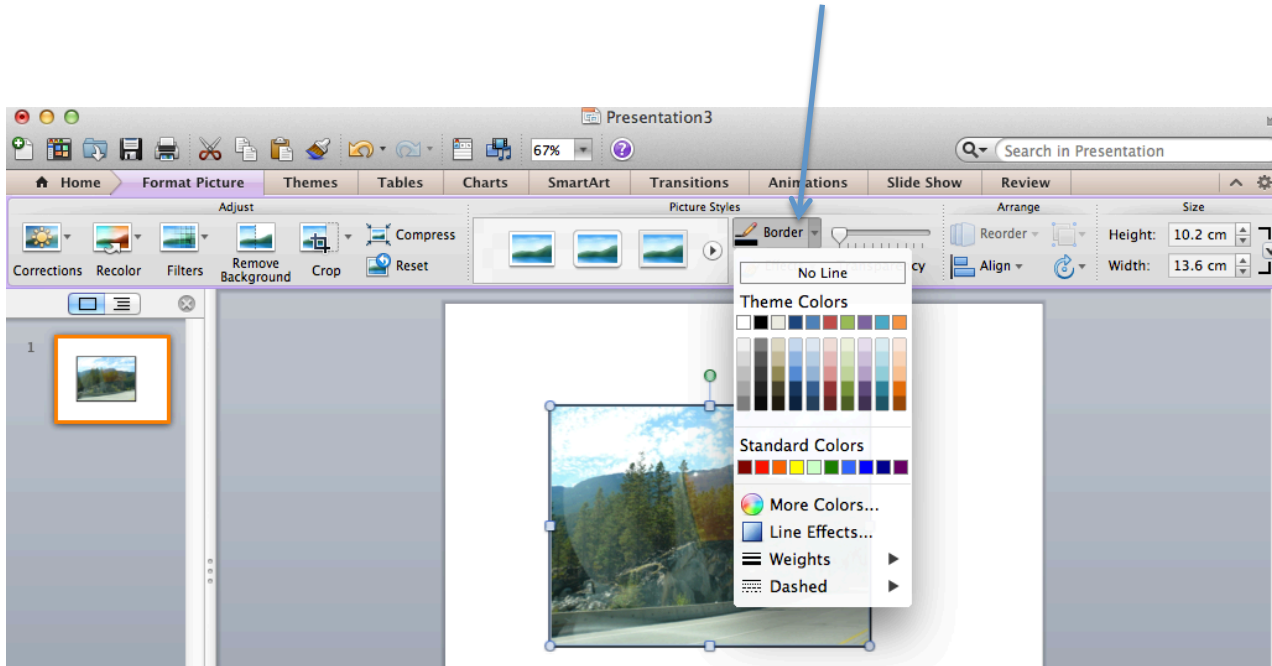 Presentation3
67%
Search in Presentation
Home Format Picture Themes Tables Charts SmartArt Transitions Animations Slide Show Review
Adjust Picture Styles Arrange Size
Corrections Recolor Filters Remove Background Crop Compress Reset
Border
Reorder Align
Height: 10.2 cm
Width: 13.6 cm
No Line
Theme Colors
Standard Colors
More Colors...
Line Effects...
Weights
Dashed
1